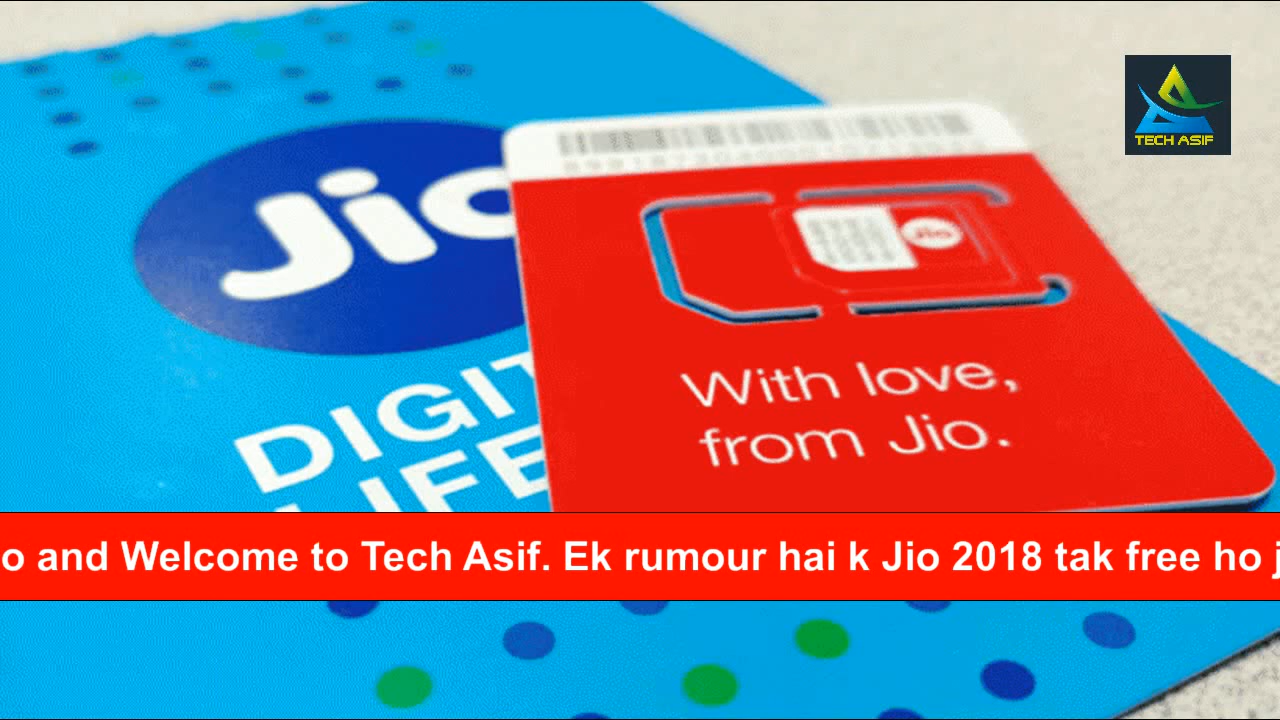 TECH ASIF
Jio
Jio
DIGIT
LIFE
With love,
from Jio.
o and Welcome to Tech Asif. Ek rumour hai k Jio 2018 tak free ho j